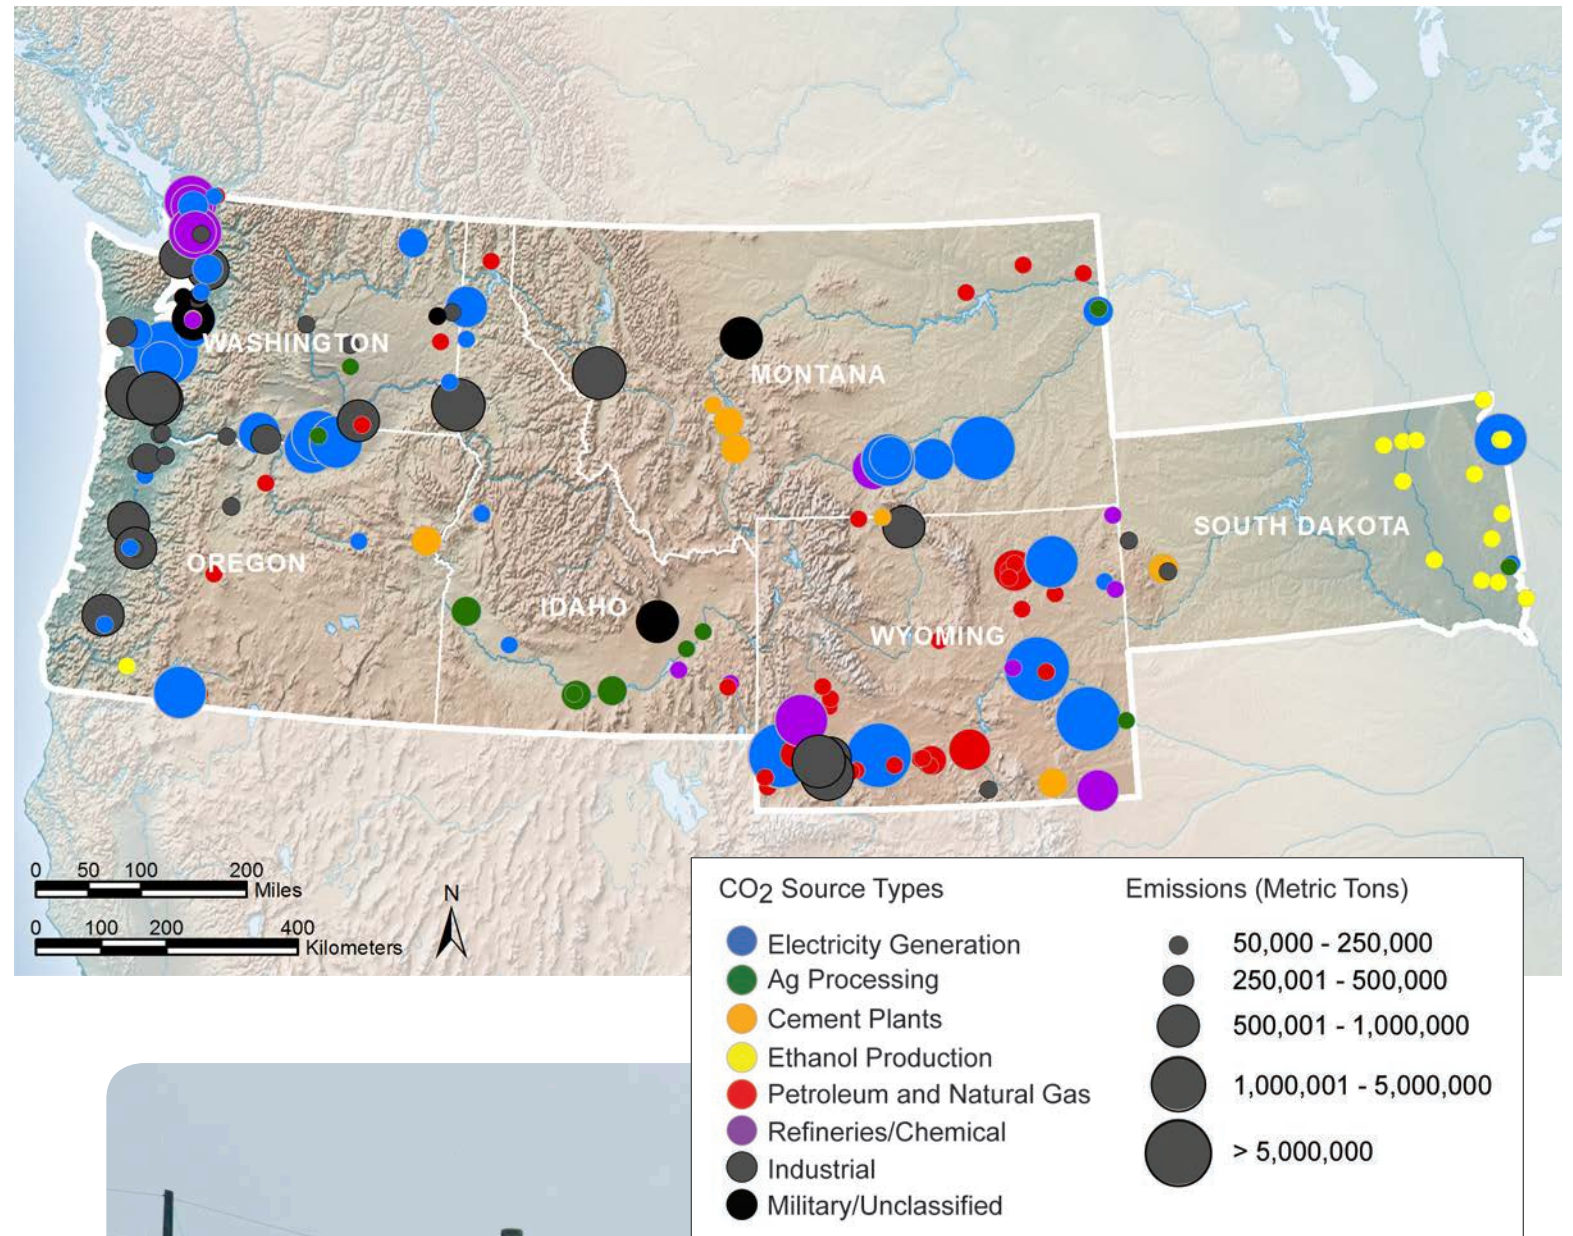 WASHINGTON
MONTANA
OREGON
IDAHO
WYOMING
SOUTH DAKOTA
0 50 100 200
Miles
0 100 200 400
Kilometers
N
CO2 Source Types
Electricity Generation
Ag Processing
Cement Plants
Ethanol Production
Petroleum and Natural Gas
Refineries/Chemical
Industrial
Military/Unclassified
Emissions (Metric Tons)
50,000 - 250,000
250,001 - 500,000
500,001 - 1,000,000
1,000,001 - 5,000,000
> 5,000,000